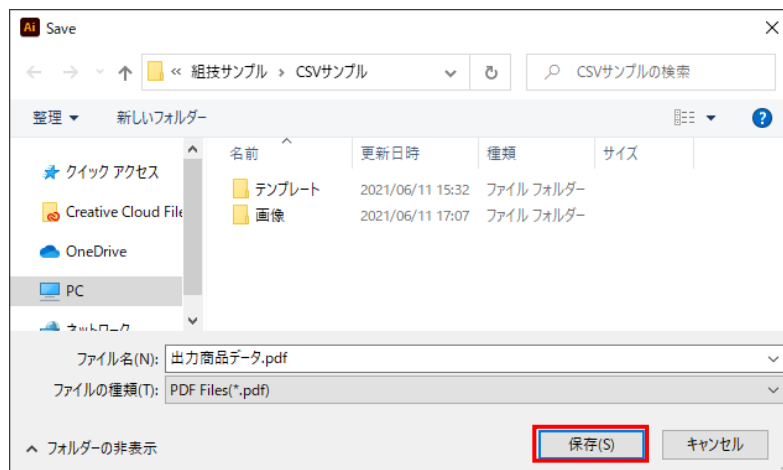 Ai Save
« 組技サンプル › CSVサンプル
CSVサンプルの検索
整理 新しいフォルダー
名前 更新日時 種類 サイズ
クイック アクセス
Creative Cloud File
OneDrive
PC
ネットワーク
テンプレート 2021/06/11 15:32 ファイル フォルダー
画像 2021/06/11 17:07 ファイル フォルダー
ファイル名(N): 出力商品データ.pdf
ファイルの種類(T): PDF Files(*.pdf)
フォルダーの非表示
保存(S) キャンセル